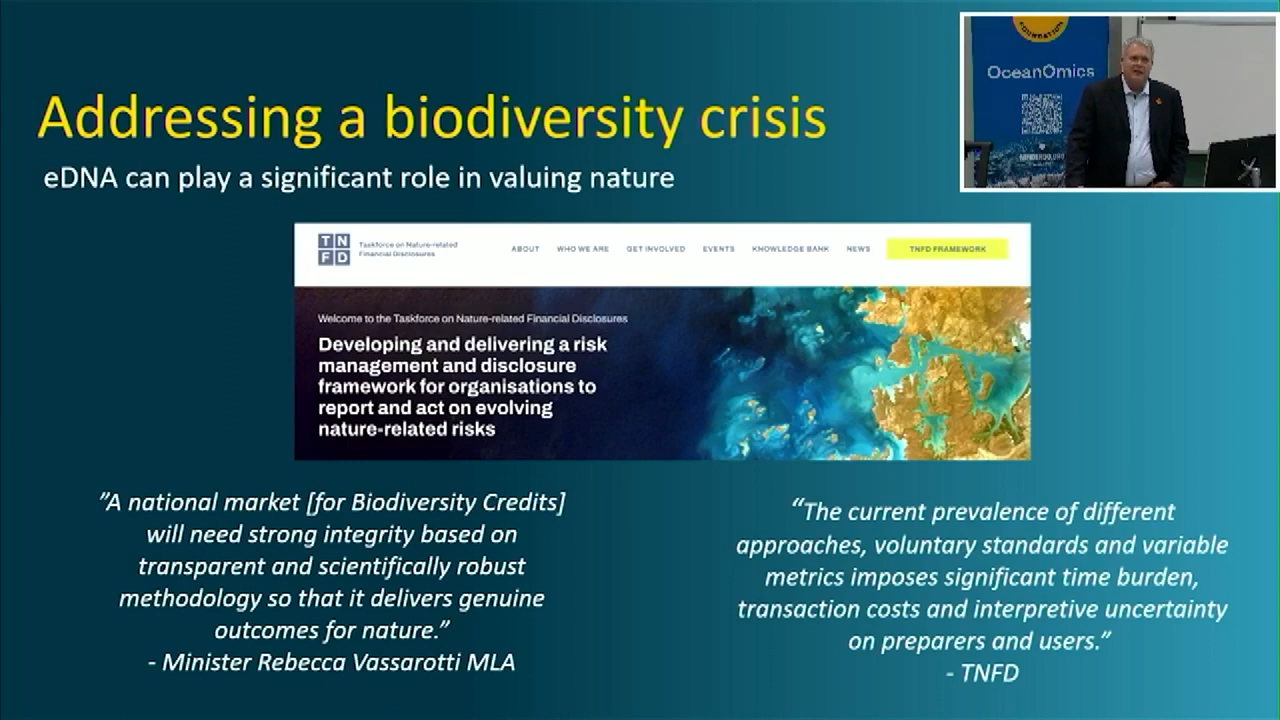 Addressing a biodiversity crisis
eDNA can play a significant role in valuing nature
FOUNDATION
OceanOmics
MINDEROO.ORG
TN
FD
Taskforce on Nature-related
Financial Disclosures
ABOUT WHO WE ARE GET INVOLVED EVENTS KNOWLEDGE BANK NEWS TNFD FRAMEWORK
Welcome to the Taskforce on Nature-related Financial Disclosures
Developing and delivering a risk
management and disclosure
framework for organisations to
report and act on evolving
nature-related risks
”A national market [for Biodiversity Credits]
will need strong integrity based on
transparent and scientifically robust
methodology so that it delivers genuine
outcomes for nature.”
- Minister Rebecca Vassarotti MLA
“The current prevalence of different
approaches, voluntary standards and variable
metrics imposes significant time burden,
transaction costs and interpretive uncertainty
on preparers and users.”
- TNFD